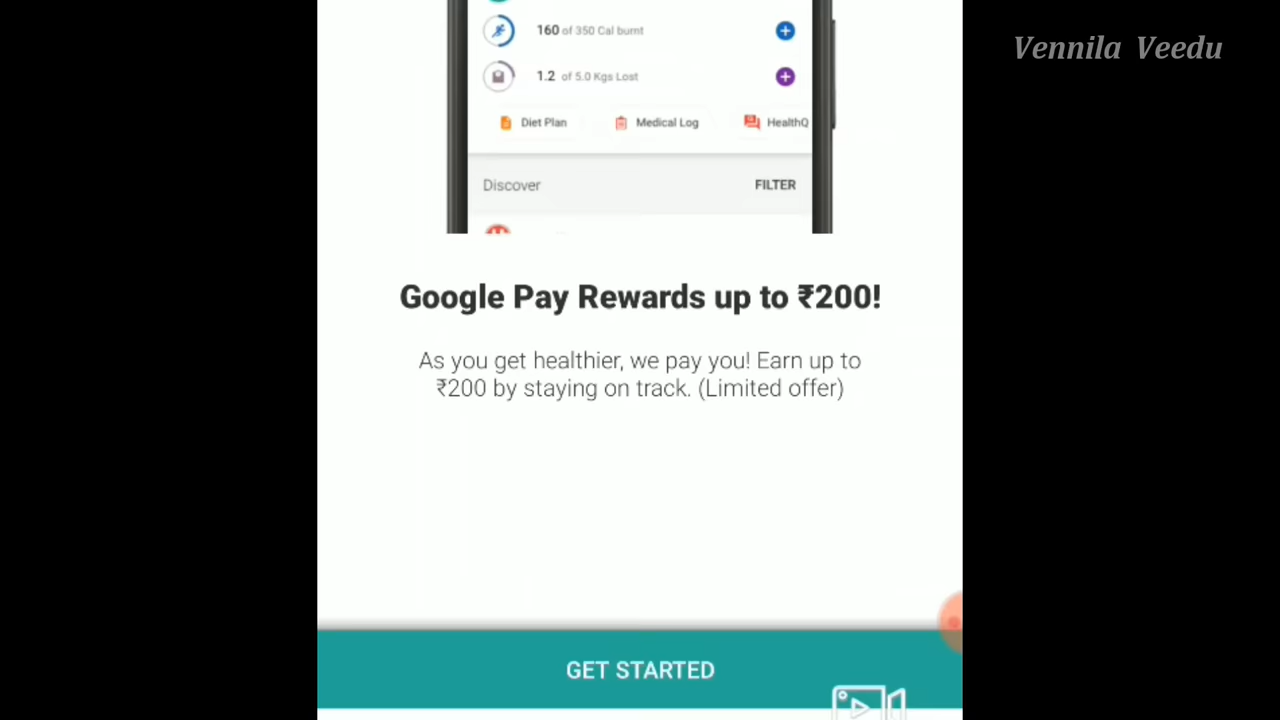 Vennila Veedu
160 of 350 Cal burnt
1.2 of 5.0 Kgs Lost
Diet Plan Medical Log HealthQ
Discover FILTER
Google Pay Rewards up to ₹200!
As you get healthier, we pay you! Earn up to
₹200 by staying on track. (Limited offer)
GET STARTED